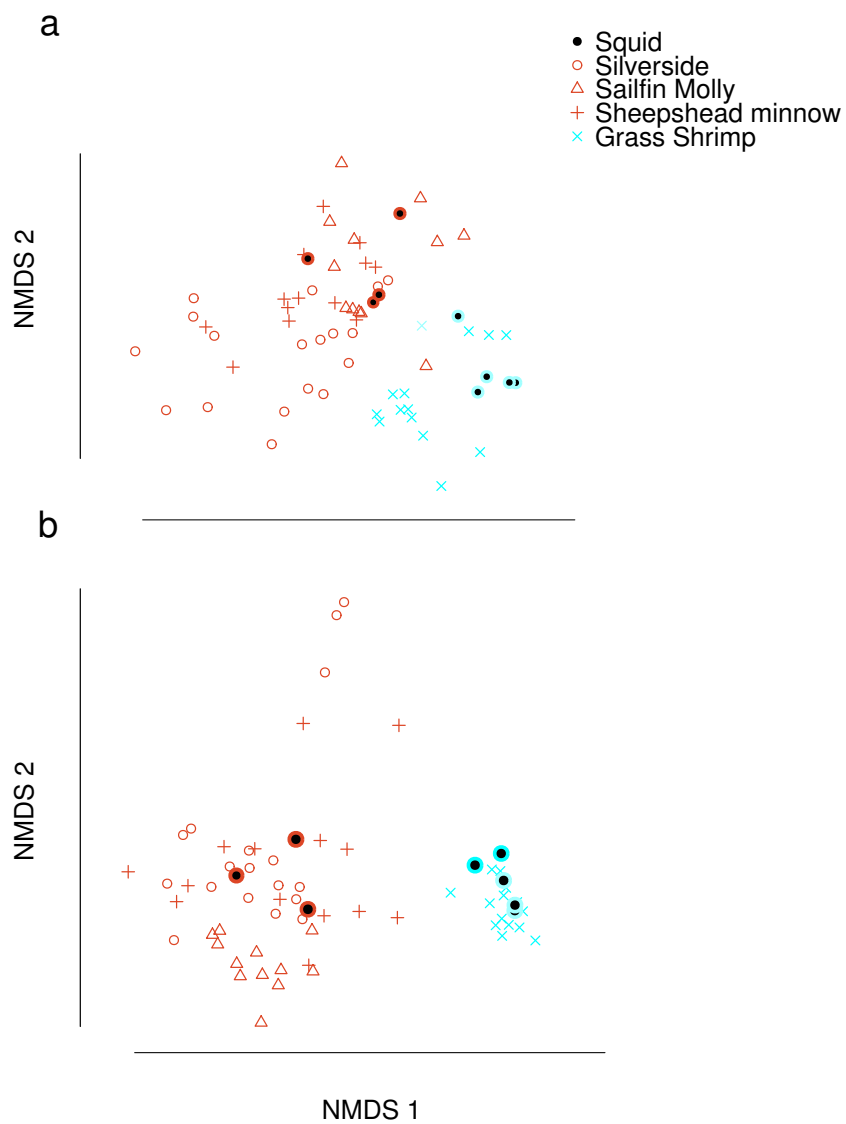 a
Squid
Silverside
Sailfin Molly
Sheepshead minnow
Grass Shrimp
NMDS 2
b
NMDS 2
NMDS 1